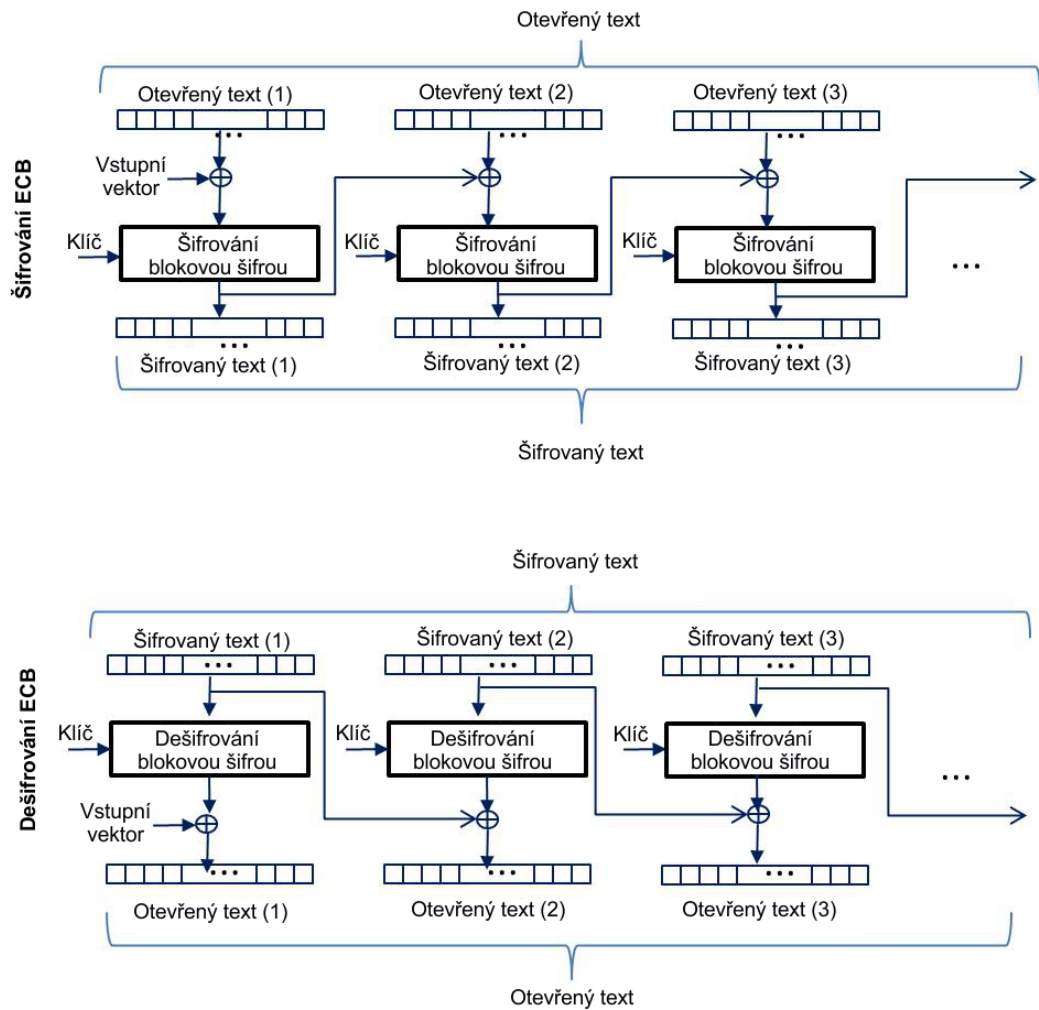 Otevřený text
Otevřený text (1) Otevřený text (2) Otevřený text (3)
...
...
...
Vstupní
vektor
Šifrování ECB
Klíč
Šifrování
blokovou šifrou
Klíč
Šifrování
blokovou šifrou
Klíč
Šifrování
blokovou šifrou
...
...
...
...
Šifrovaný text (1) Šifrovaný text (2) Šifrovaný text (3)
Šifrovaný text
Šifrovaný text
Šifrovaný text (1) Šifrovaný text (2) Šifrovaný text (3)
...
...
...
Dešifrování ECB
Klíč
Dešifrování
blokovou šifrou
Klíč
Dešifrování
blokovou šifrou
Klíč
Dešifrování
blokovou šifrou
...
Vstupní
vektor
...
...
...
Otevřený text (1) Otevřený text (2) Otevřený text (3)
Otevřený text